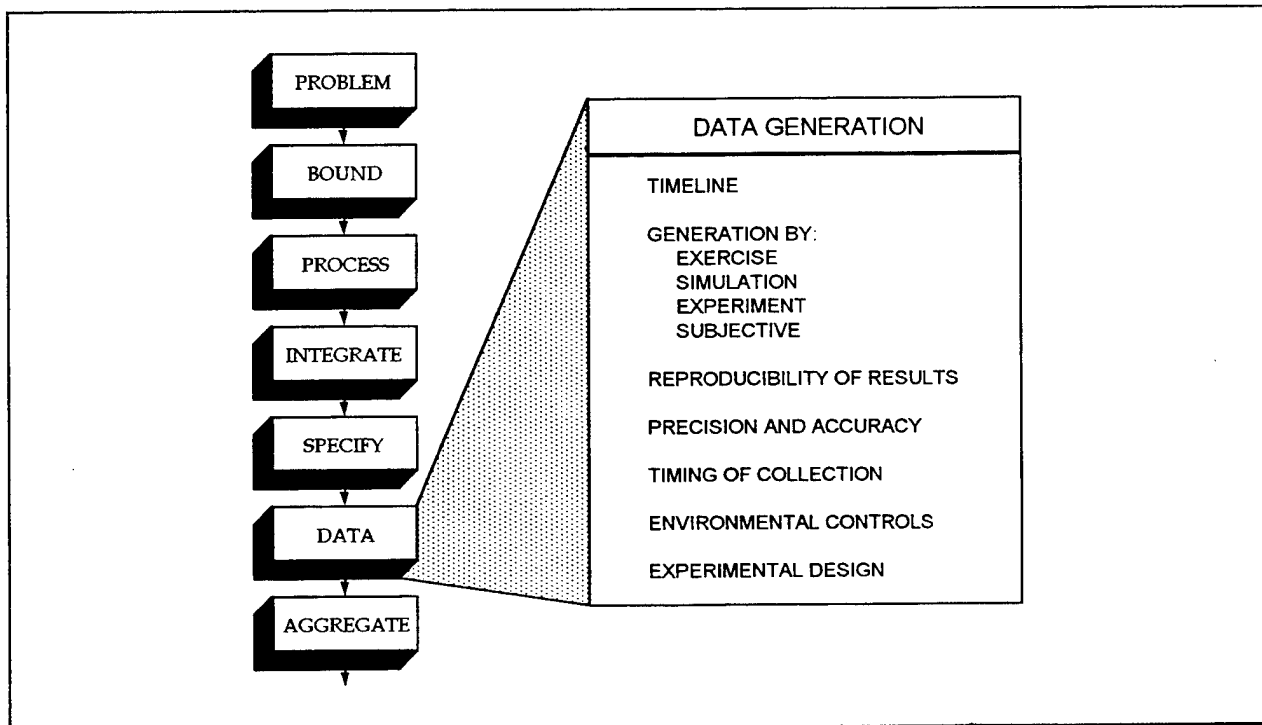 PROBLEM
BOUND
PROCESS
INTEGRATE
SPECIFY
DATA
AGGREGATE
DATA GENERATION
TIMELINE
GENERATION BY:
EXERCISE
SIMULATION
EXPERIMENT
SUBJECTIVE
REPRODUCIBILITY OF RESULTS
PRECISION AND ACCURACY
TIMING OF COLLECTION
ENVIRONMENTAL CONTROLS
EXPERIMENTAL DESIGN